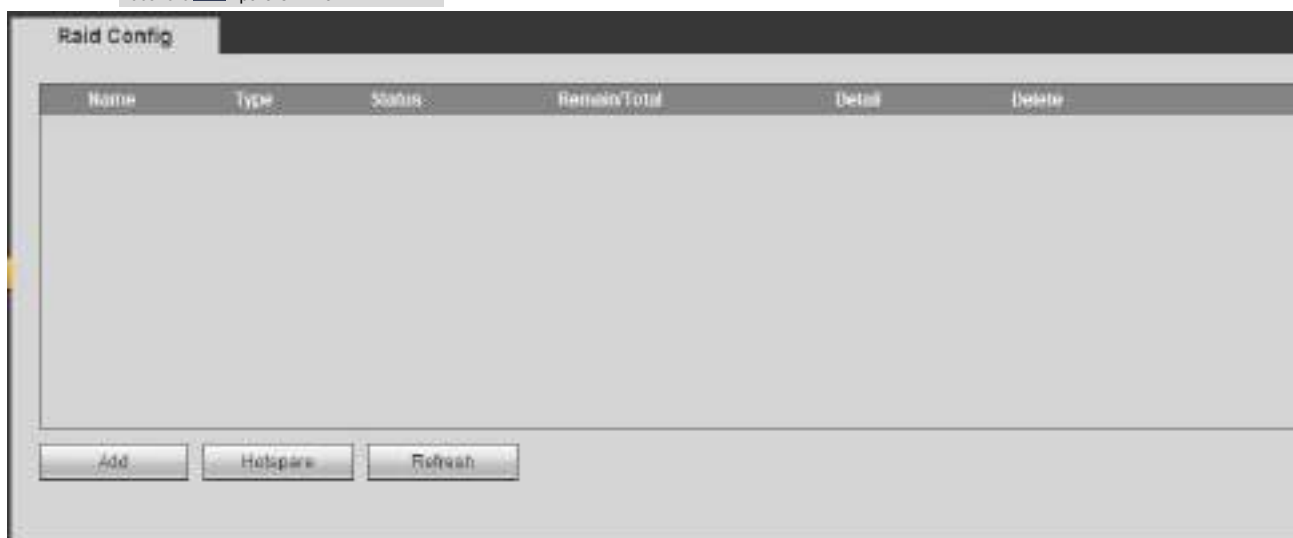 Raid Config
Name Type Status Remain/Total Detail Delete
Add Hotspare Refresh